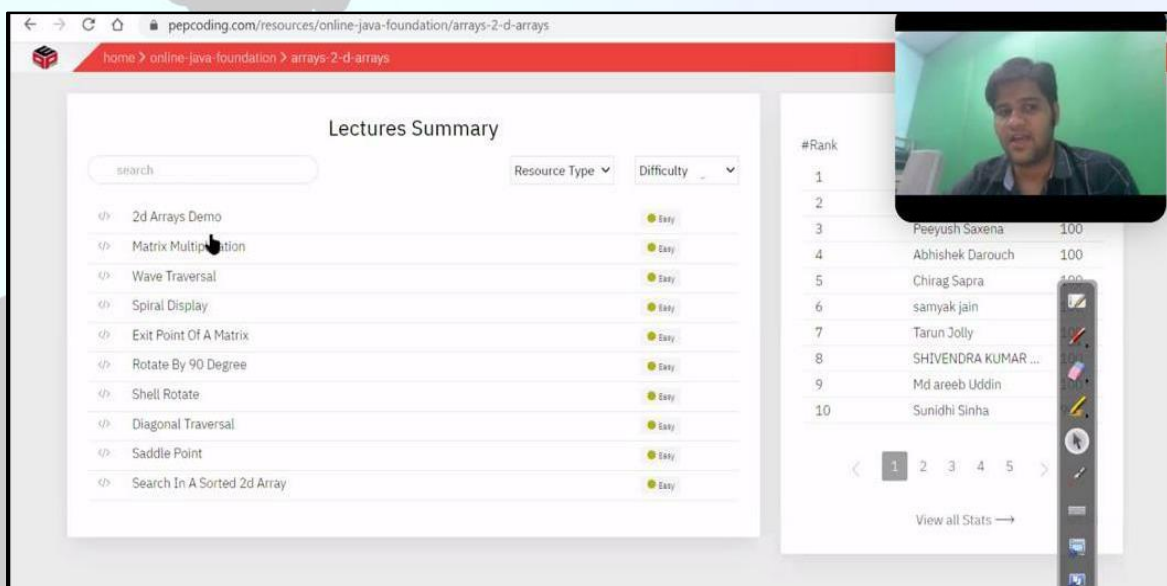 pepcoding.com/resources/online-java-foundation/arrays-2-d-arrays
home > online-java-foundation > arrays-2-d-arrays
Lectures Summary
search
Resource Type
Difficulty
</> 2d Arrays Demo Easy
</> Matrix Multip ation Easy
</> Wave Traversal Easy
</> Spiral Display Easy
</> Exit Point Of A Matrix Easy
</> Rotate By 90 Degree Easy
</> Shell Rotate Easy
</> Diagonal Traversal Easy
</> Saddle Point Easy
</> Search In A Sorted 2d Array Easy
#Rank
1
2
3 Peeyush Saxena 100
4 Abhishek Darouch 100
5 Chirag Sapra 100
6 samyak jain
7 Tarun Jolly
8 SHIVENDRA KUMAR ...
9 Md areeb Uddin
10 Sunidhi Sinha
< 1 2 3 4 5 >
View all Stats →